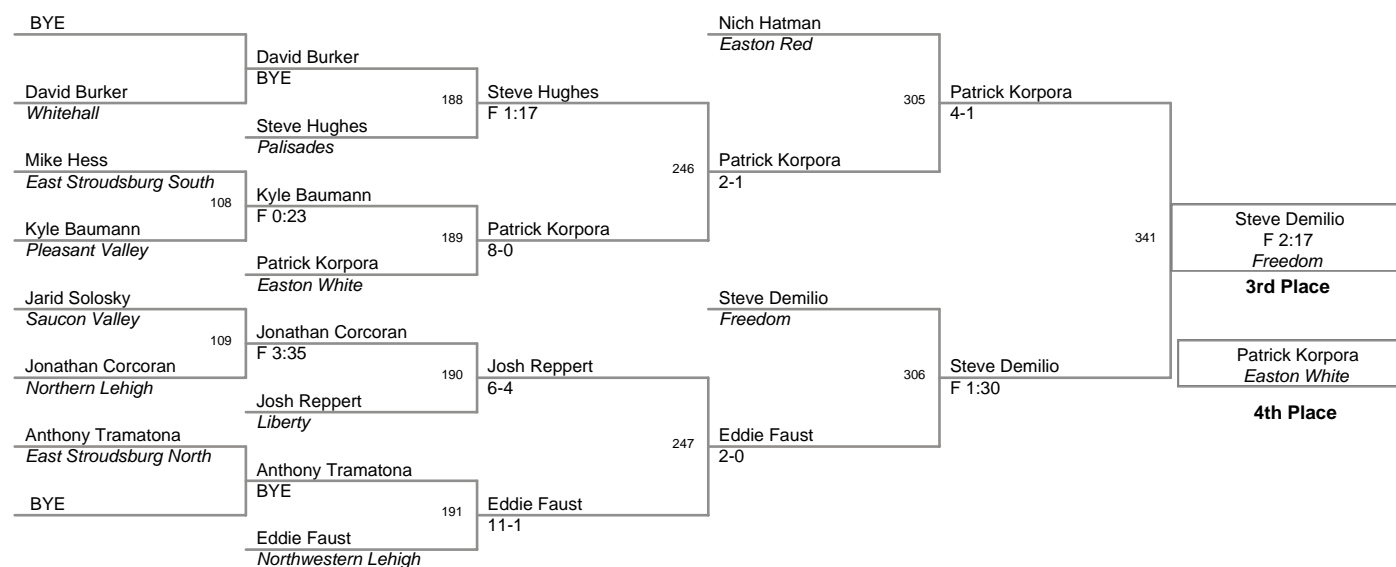 BYE
David Burker
Whitehall
Mike Hess
East Stroudsburg South
108
Kyle Baumann
Pleasant Valley
Jarid Solosky
Saucon Valley
109
Jonathan Corcoran
Northern Lehigh
Anthony Tramatona
East Stroudsburg North
BYE
David Burker
BYE
188
Steve Hughes
Palisades
Kyle Baumann
F 0:23
189
Patrick Korpora
Easton White
Jonathan Corcoran
F 3:35
190
Josh Reppert
Liberty
Anthony Tramatona
BYE
191
Eddie Faust
Northwestern Lehigh
Steve Hughes
F 1:17
246
Patrick Korpora
8-0
Josh Reppert
6-4
247
Eddie Faust
11-1
Nich Hatman
Easton Red
305
Patrick Korpora
2-1
Steve Demilio
Freedom
306
Eddie Faust
2-0
Patrick Korpora
4-1
341
Steve Demilio
F 1:30
Steve Demilio
F 2:17
Freedom
3rd Place
Patrick Korpora
Easton White
4th Place